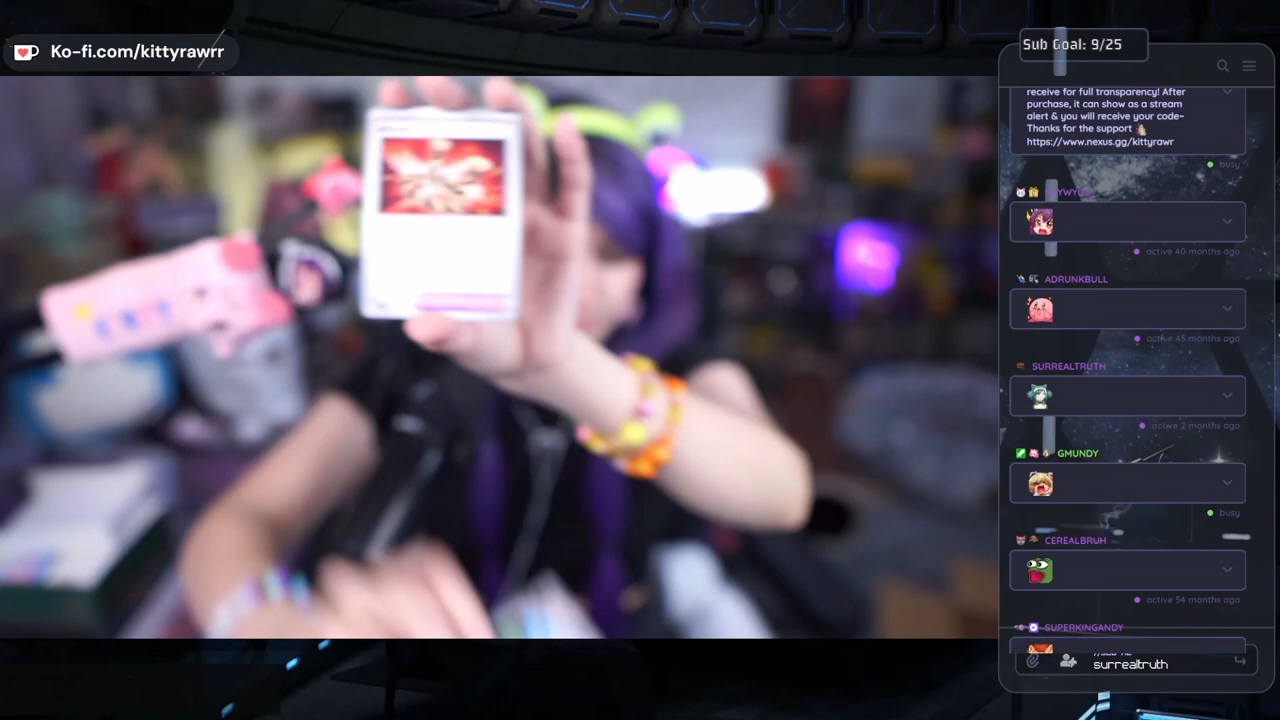 Ko-fi.com/kittyrawrr
Sub Goal: 9/25
receive for full transparency! After
purchase, it can show as a stream
alert & you will receive your code~
Thanks for the support
https://www.nexus.gg/kittyrawr
busy
active 40 months ago
ADRUNKBULL
active 45 months ago
SURREALTRUTH
active 2 months ago
GMUNDY
busy
CEREALBRUH
active 54 months ago
SUPERKINGANDY
surrealtruth